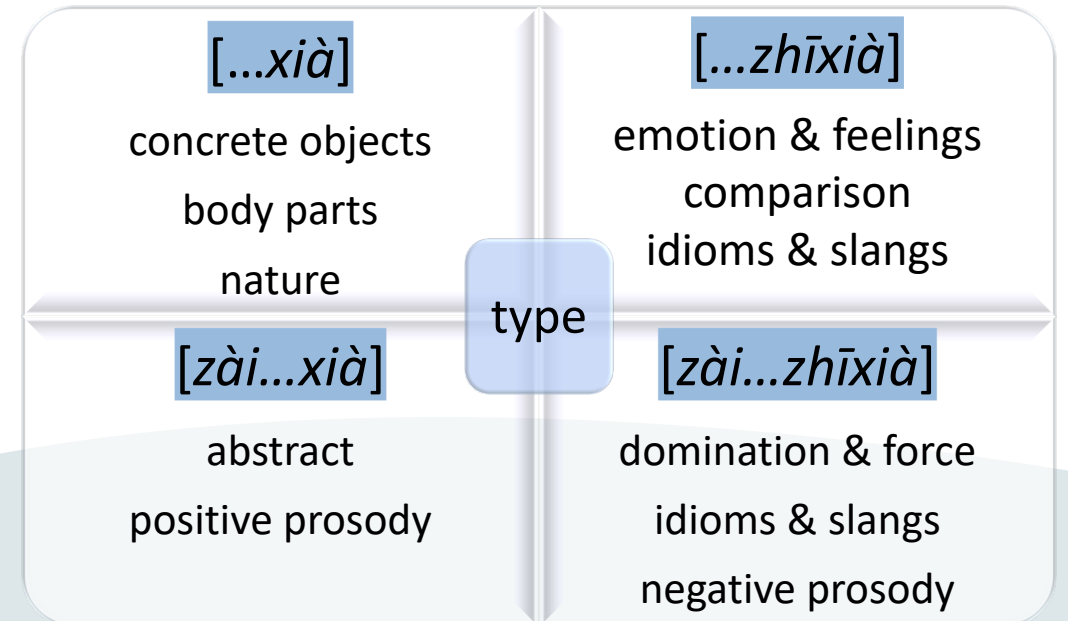 [...xià]
concrete objects
body parts
nature
[...zhīxià]
emotion & feelings
comparison
idioms & slangs
type
[zài...xià]
abstract
positive prosody
[zài...zhīxià]
domination & force
idioms & slangs
negative prosody